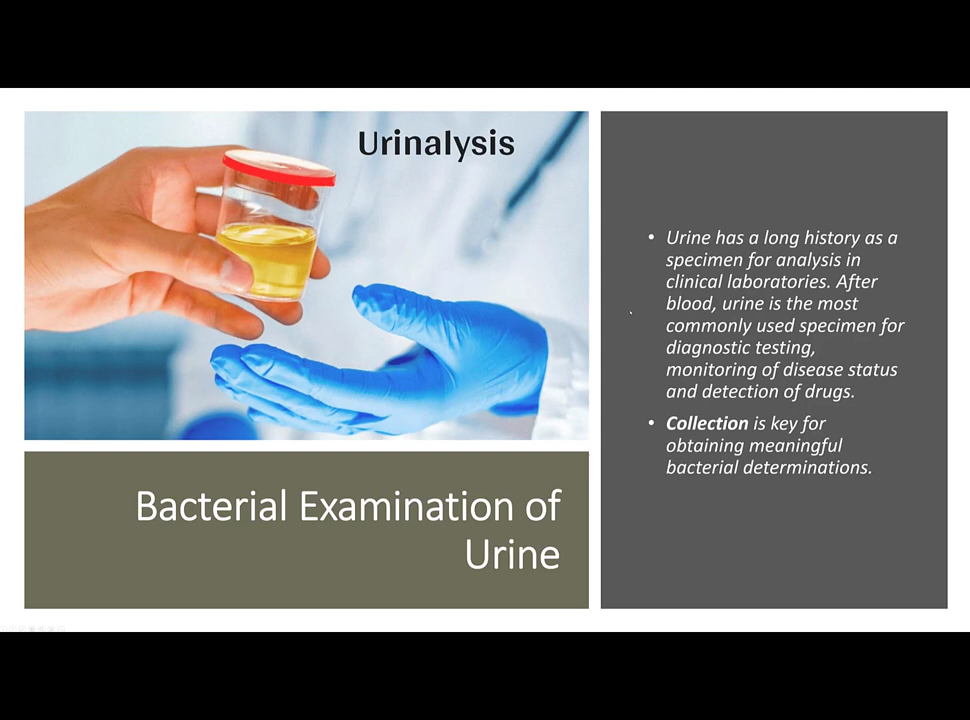 Urinalysis
Bacterial Examination of
Urine
• Urine has a long history as a
specimen for analysis in
clinical laboratories. After
blood, urine is the most
commonly used specimen for
diagnostic testing,
monitoring of disease status
and detection of drugs.
• Collection is key for
obtaining meaningful
bacterial determinations.